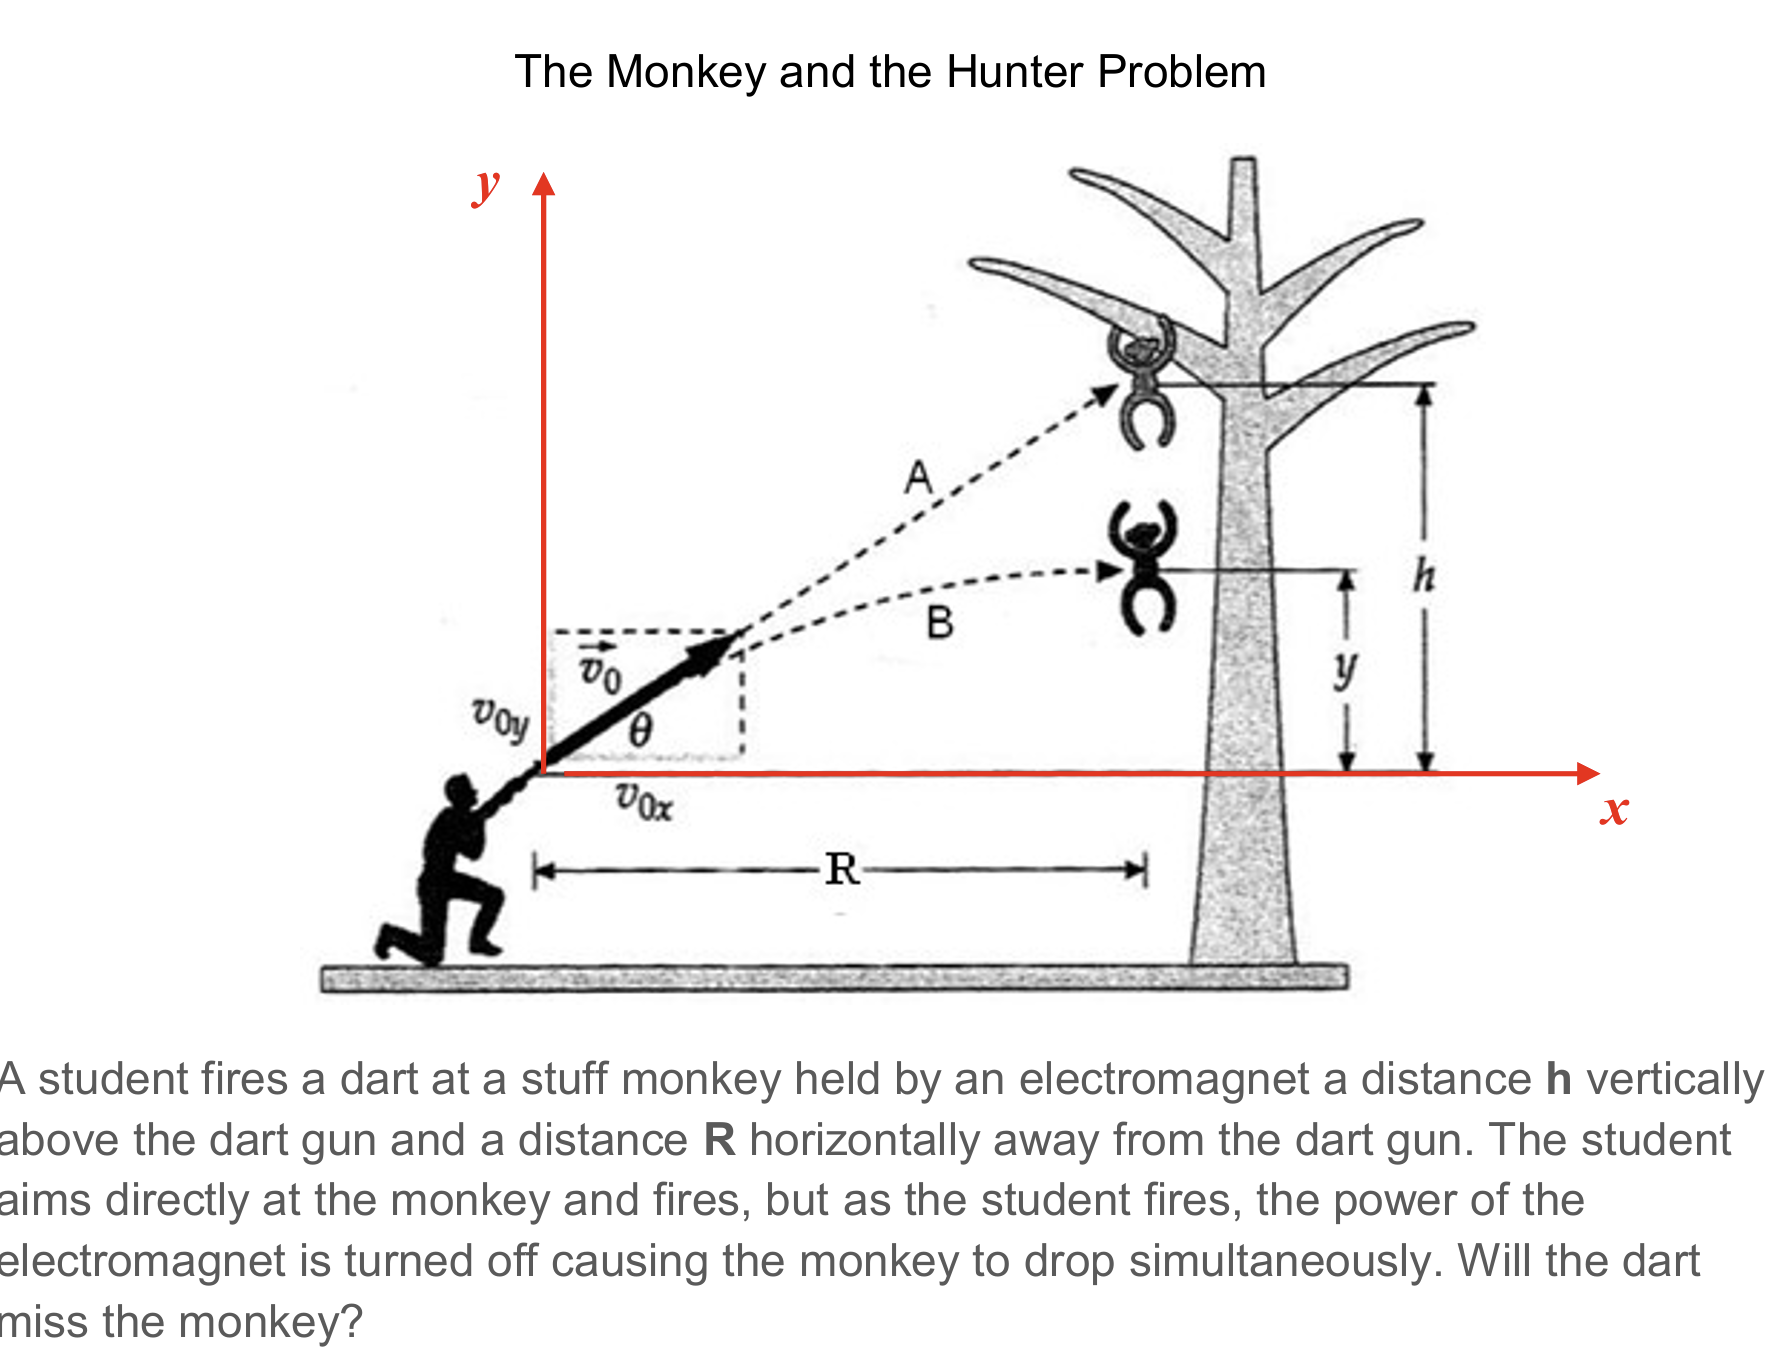 The Monkey and the Hunter Problem
y
A
h
B
v0
y
v0y
θ
x
v0x
R
A student fires a dart at a stuff monkey held by an electromagnet a distance h vertically
above the dart gun and a distance R horizontally away from the dart gun. The student
aims directly at the monkey and fires, but as the student fires, the power of the
electromagnet is turned off causing the monkey to drop simultaneously. Will the dart
miss the monkey?